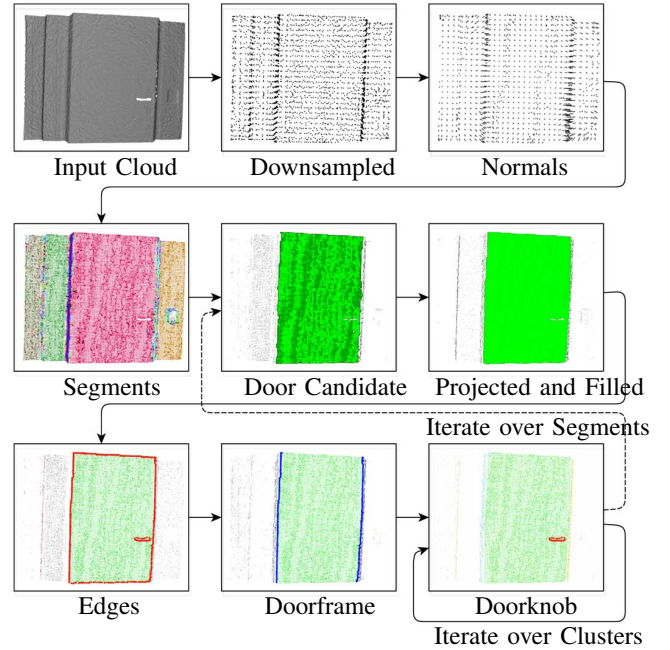 Input Cloud
Downsampled
Normals
Segments
Door Candidate
Projected and Filled
Iterate over Segments
Edges
Doorframe
Doorknob
Iterate over Clusters